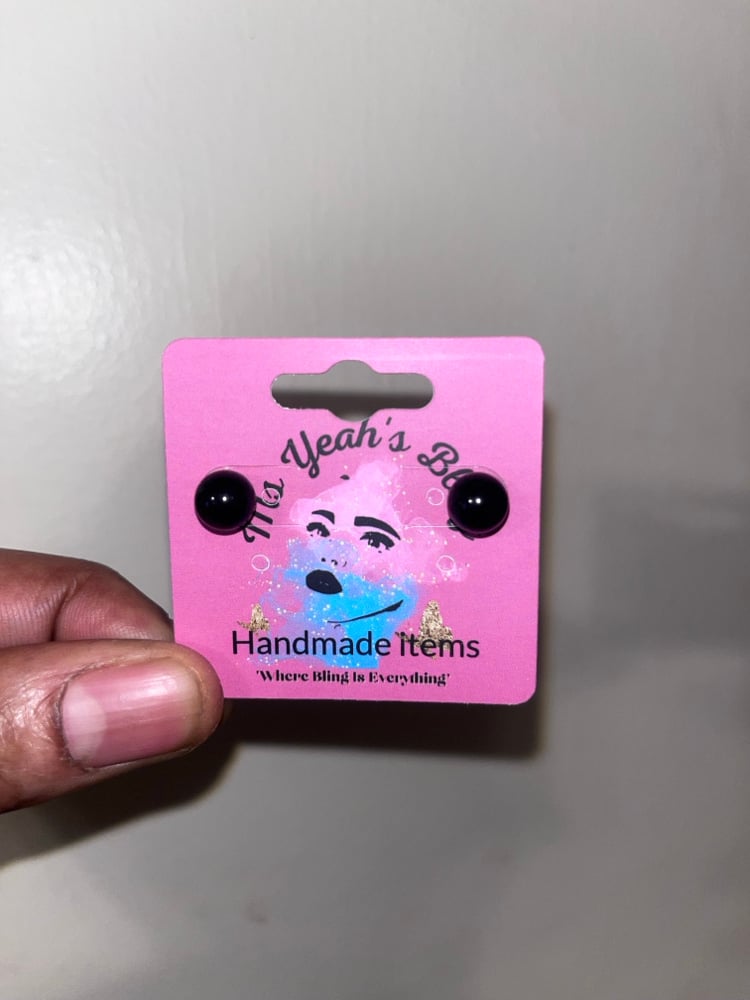 Ms Yeah's
Handmade items
'Where Bling Is Everything'